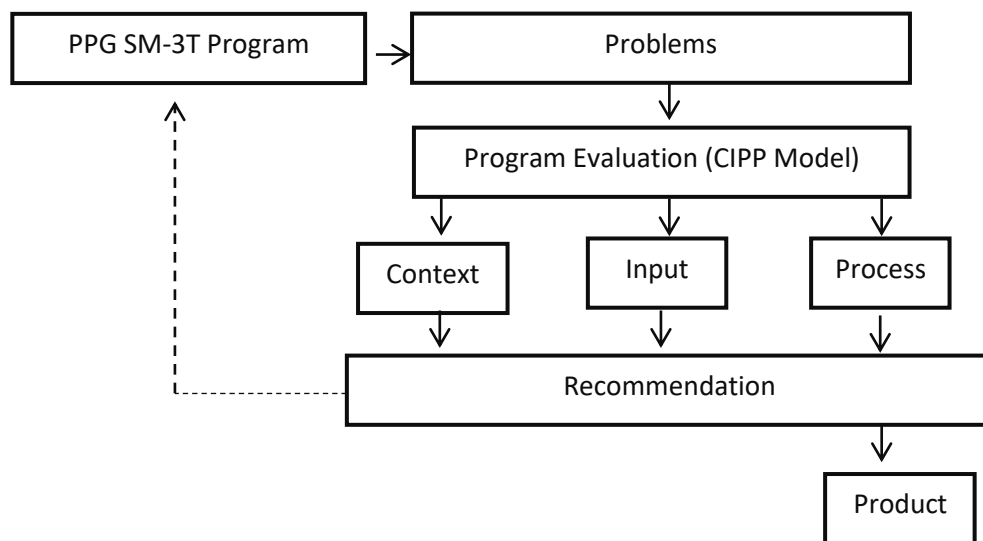 PPG SM-3T Program
Problems
Program Evaluation (CIPP Model)
Context
Input
Process
Recommendation
Product